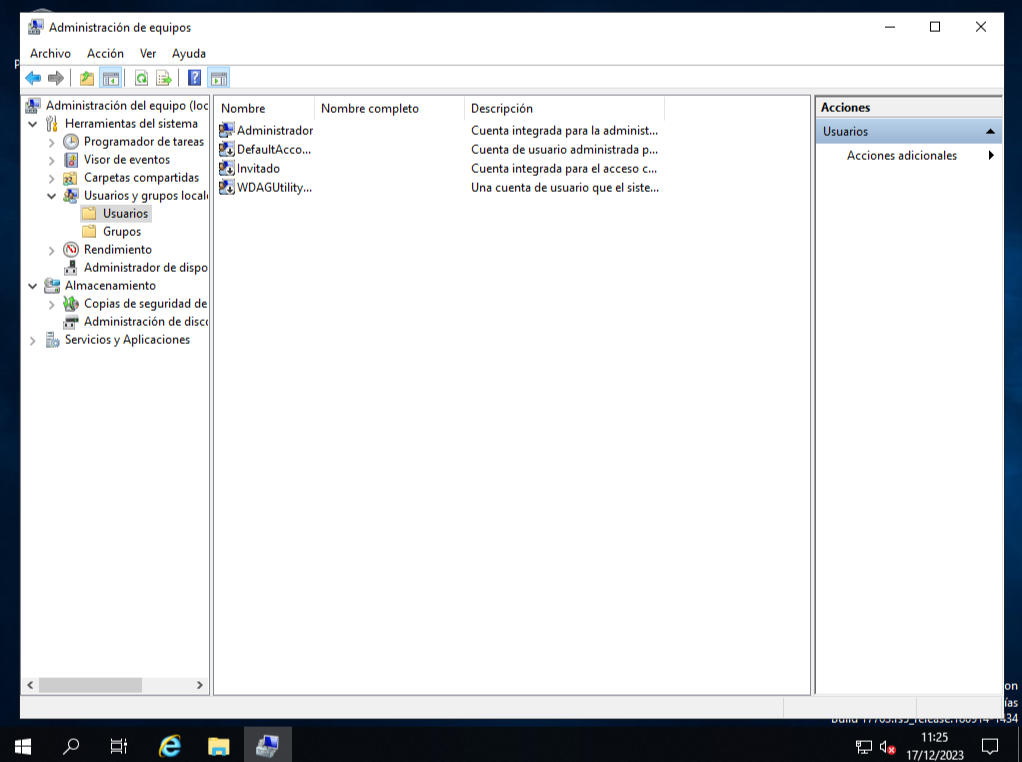 Administración de equipos
Archivo Acción Ver Ayuda
Administración del equipo (loc
Herramientas del sistema
Programador de tareas
Visor de eventos
Carpetas compartidas
Usuarios y grupos local
Usuarios
Grupos
Rendimiento
Administrador de dispo
Almacenamiento
Copias de seguridad de
Administración de disco
Servicios y Aplicaciones
Nombre Nombre completo Descripción
Administrador Cuenta integrada para la administ...
DefaultAcco... Cuenta de usuario administrada p...
Invitado Cuenta integrada para el acceso c...
WDAGUtility... Una cuenta de usuario que el siste...
Acciones
Usuarios
Acciones adicionales
P
on
ías
Build 17763.rs5_release.180914-1434
11:25
17/12/2023